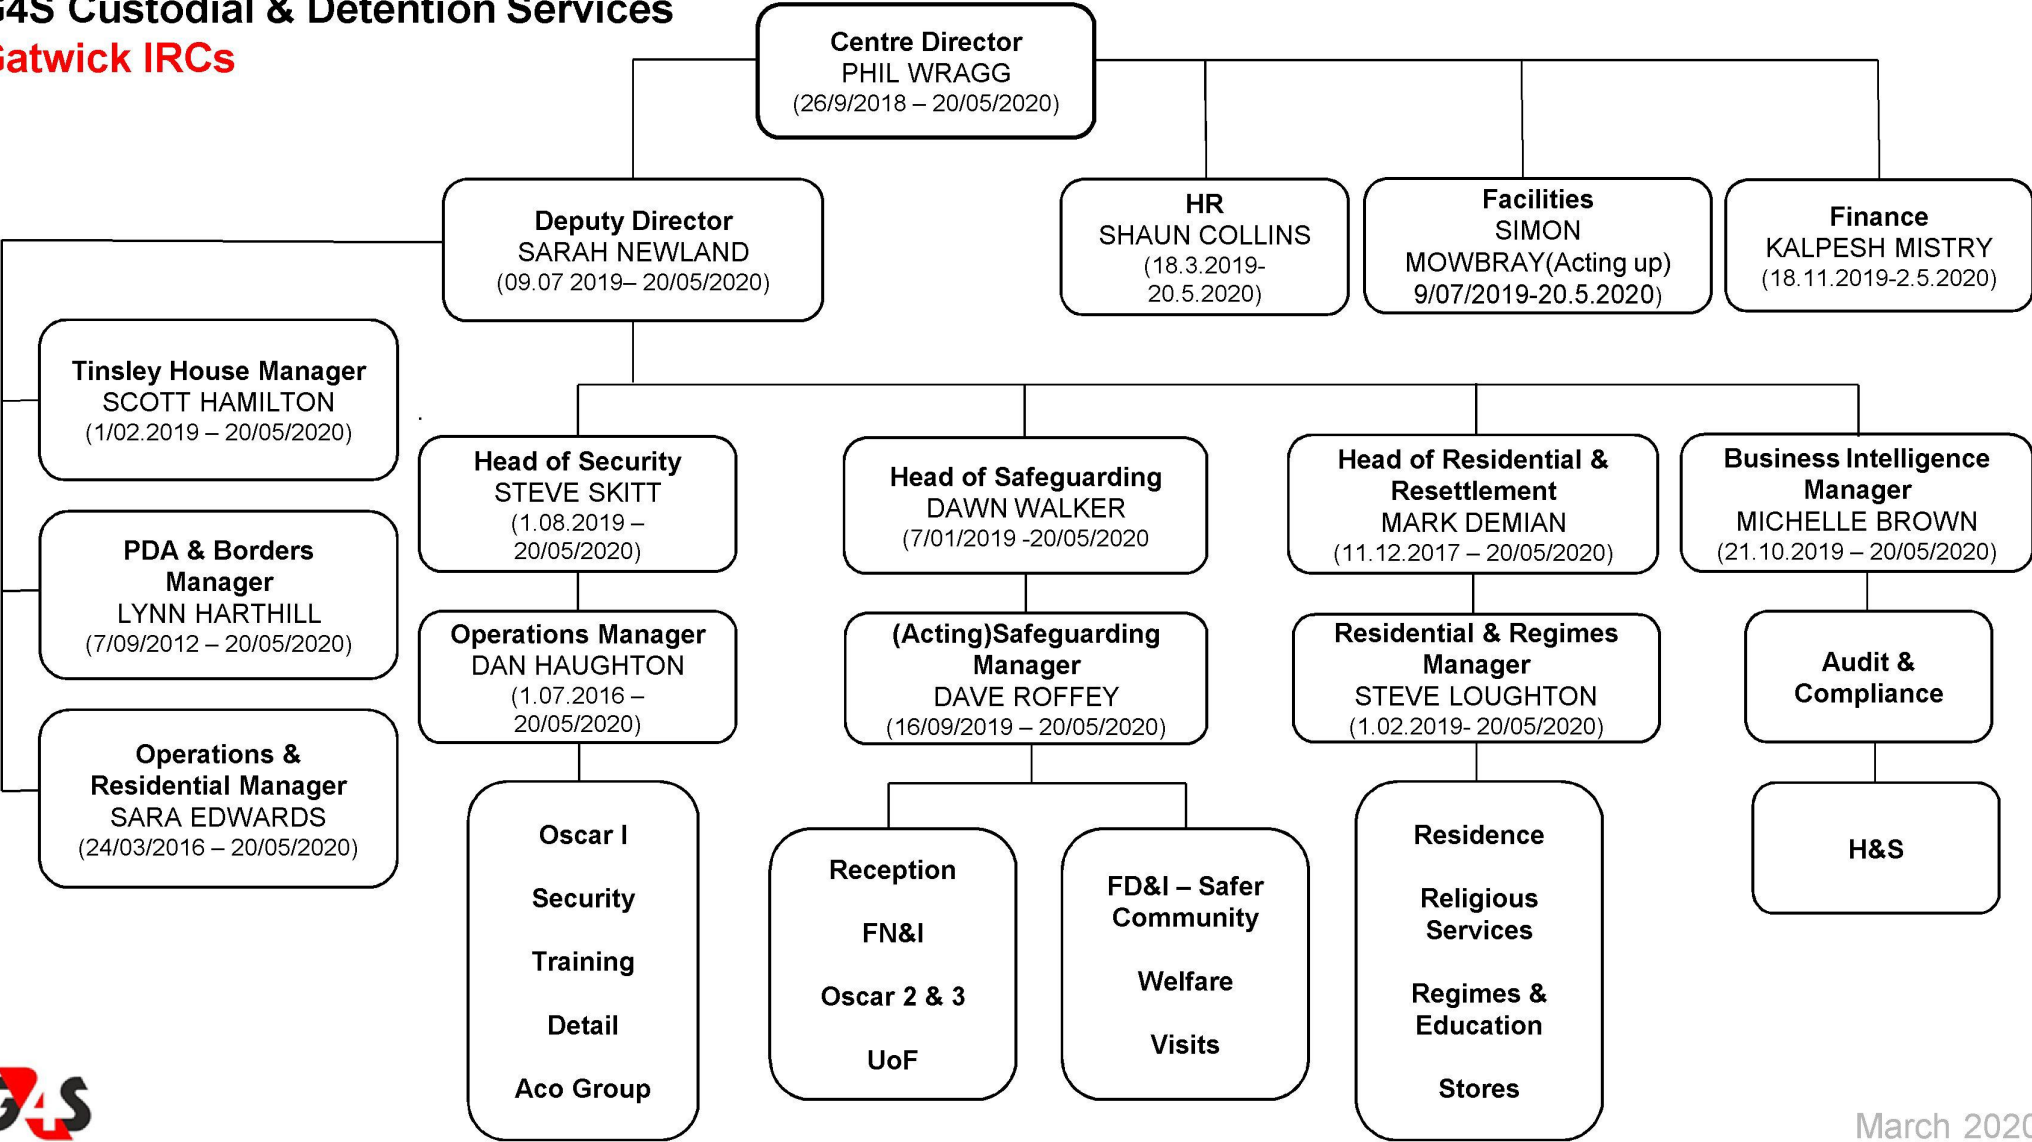 G4S Custodial & Detention Services
Gatwick IRCs
Centre Director
PHIL WRAGG
(26/9/2018 – 20/05/2020)
Deputy Director
SARAH NEWLAND
(09.07 2019– 20/05/2020)
HR
SHAUN COLLINS
(18.3.2019-
20.5.2020)
Facilities
SIMON
MOWBRAY(Acting up)
9/07/2019-20.5.2020)
Finance
KALPESH MISTRY
(18.11.2019-2.5.2020)
Tinsley House Manager
SCOTT HAMILTON
(1/02.2019 – 20/05/2020)
PDA & Borders
Manager
LYNN HARTHILL
(7/09/2012 – 20/05/2020)
Operations &
Residential Manager
SARA EDWARDS
(24/03/2016 – 20/05/2020)
Head of Security
STEVE SKITT
(1.08.2019 –
20/05/2020)
Head of Safeguarding
DAWN WALKER
(7/01/2019 -20/05/2020
Head of Residential &
Resettlement
MARK DEMIAN
(11.12.2017 – 20/05/2020)
Business Intelligence
Manager
MICHELLE BROWN
(21.10.2019 – 20/05/2020)
Operations Manager
DAN HAUGHTON
(1.07.2016 –
20/05/2020)
(Acting)Safeguarding
Manager
DAVE ROFFEY
(16/09/2019 – 20/05/2020)
Residential & Regimes
Manager
STEVE LOUGHTON
(1.02.2019- 20/05/2020)
Audit &
Compliance
Oscar I
Security
Training
Detail
Aco Group
Reception
FN&I
Oscar 2 & 3
UoF
FD&I – Safer
Community
Welfare
Visits
Residence
Religious
Services
Regimes &
Education
Stores
H&S
G4S
March 2020